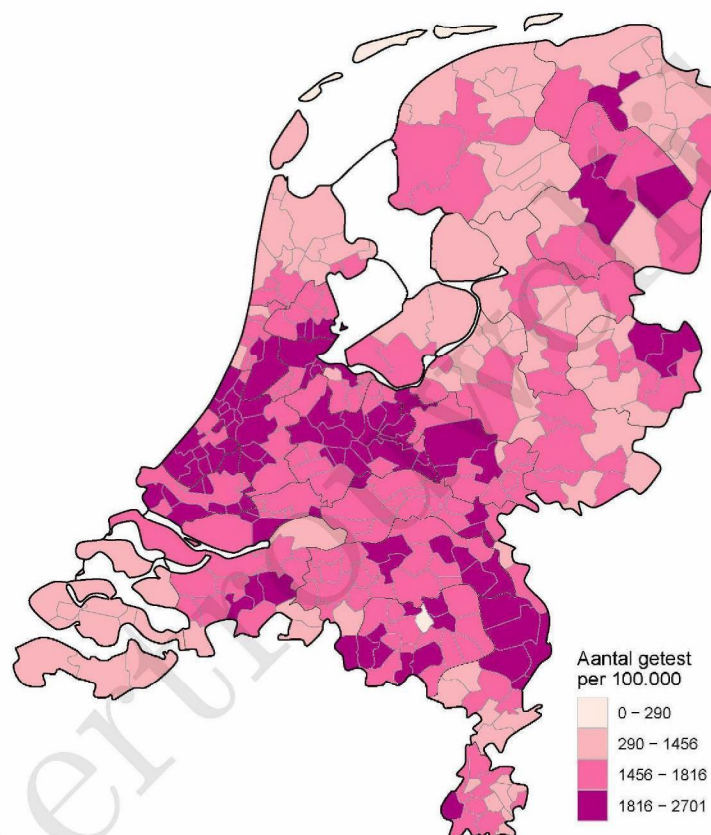 Aantal getest
per 100.000
0 – 290
290 – 1456
1456 – 1816
1816 – 2701